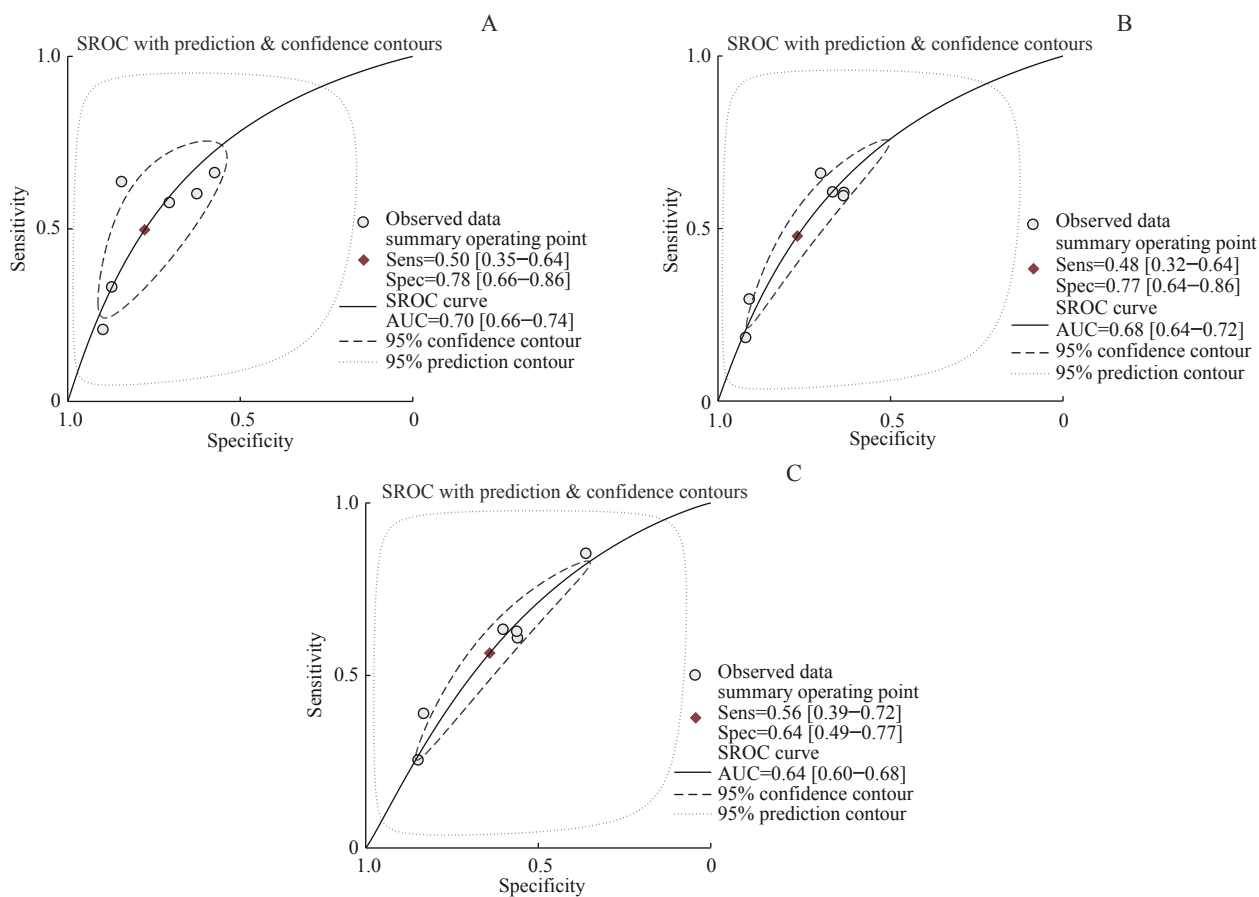 A
SROC with prediction & confidence contours
1.0
0.5
0
Sensitivity
1.0
0.5
0
Specificity
Observed data
summary operating point
Sens=0.50 [0.35−0.64]
Spec=0.78 [0.66−0.86]
SROC curve
AUC=0.70 [0.66−0.74]
95% confidence contour
95% prediction contour
B
SROC with prediction & confidence contours
1.0
0.5
0
Sensitivity
1.0
0.5
0
Specificity
Observed data
summary operating point
Sens=0.48 [0.32−0.64]
Spec=0.77 [0.64−0.86]
SROC curve
AUC=0.68 [0.64−0.72]
95% confidence contour
95% prediction contour
C
SROC with prediction & confidence contours
1.0
0.5
0
Sensitivity
1.0
0.5
0
Specificity
Observed data
summary operating point
Sens=0.56 [0.39−0.72]
Spec=0.64 [0.49−0.77]
SROC curve
AUC=0.64 [0.60−0.68]
95% confidence contour
95% prediction contour